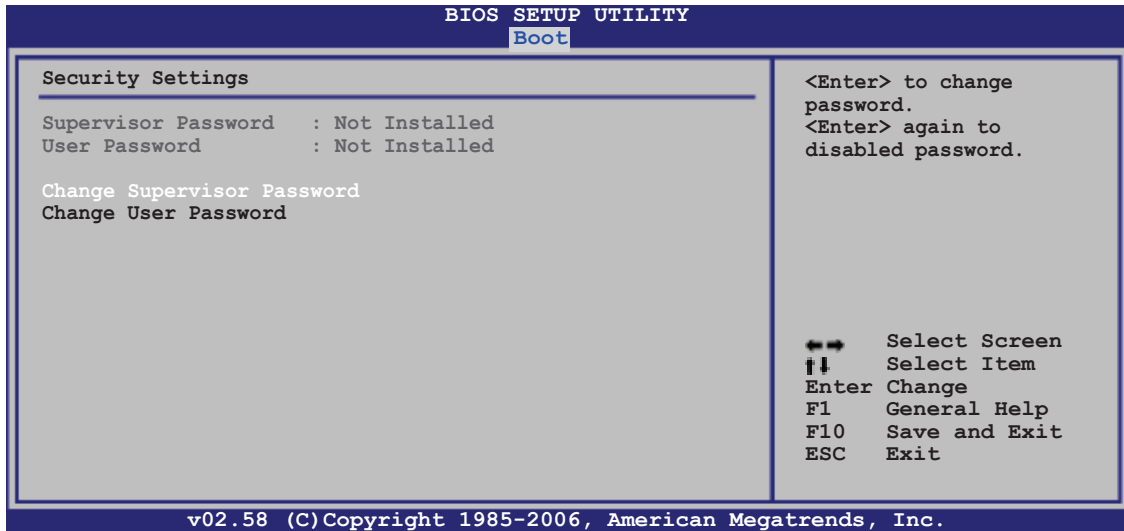 BIOS SETUP UTILITY
Boot
Security Settings
Supervisor Password : Not Installed
User Password : Not Installed
Change Supervisor Password
Change User Password
<Enter> to change
password.
<Enter> again to
disabled password.
←→ Select Screen
↑↓ Select Item
Enter Change
F1 General Help
F10 Save and Exit
ESC Exit
v02.58 (C)Copyright 1985-2006, American Megatrends, Inc.